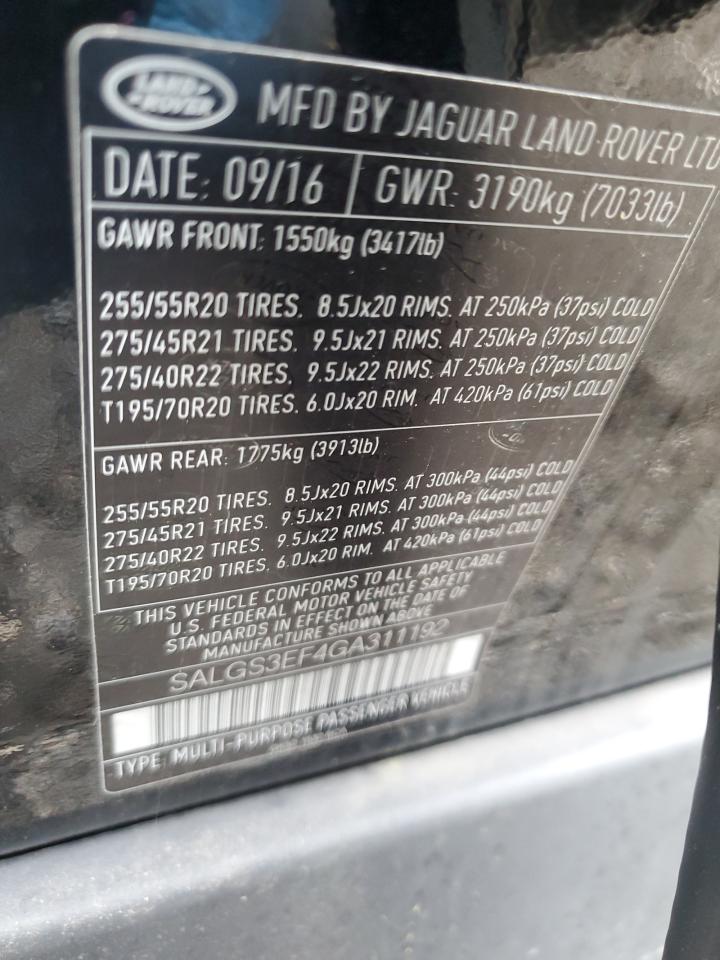 LAND ROVER
MFD BY JAGUAR LAND ROVER LTD
DATE: 09/16 | GWR: 3190kg (7033lb)
GAWR FRONT: 1550kg (3417lb)
255/55R20 TIRES. 8.5Jx20 RIMS. AT 250kPa (37psi) COLD
275/45R21 TIRES. 9.5Jx21 RIMS. AT 250kPa (37psi) COLD
275/40R22 TIRES. 9.5Jx22 RIMS. AT 250kPa (37psi) COLD
T195/70R20 TIRES. 6.0Jx20 RIM. AT 420kPa (61psi) COLD
GAWR REAR: 1775kg (3913lb)
255/55R20 TIRES. 8.5Jx20 RIMS. AT 300kPa (44psi) COLD
275/45R21 TIRES. 9.5Jx21 RIMS. AT 300kPa (44psi) COLD
275/40R22 TIRES. 9.5Jx22 RIMS. AT 300kPa (44psi) COLD
T195/70R20 TIRES. 6.0Jx20 RIM. AT 420kPa (61psi) COLD
THIS VEHICLE CONFORMS TO ALL APPLICABLE
U.S. FEDERAL MOTOR VEHICLE SAFETY
STANDARDS IN EFFECT ON THE DATE OF
MANUFACTURE SHOWN ABOVE
SALGS3EF4GA311192
TYPE: MULTI-PURPOSE PASSENGER VEHICLE